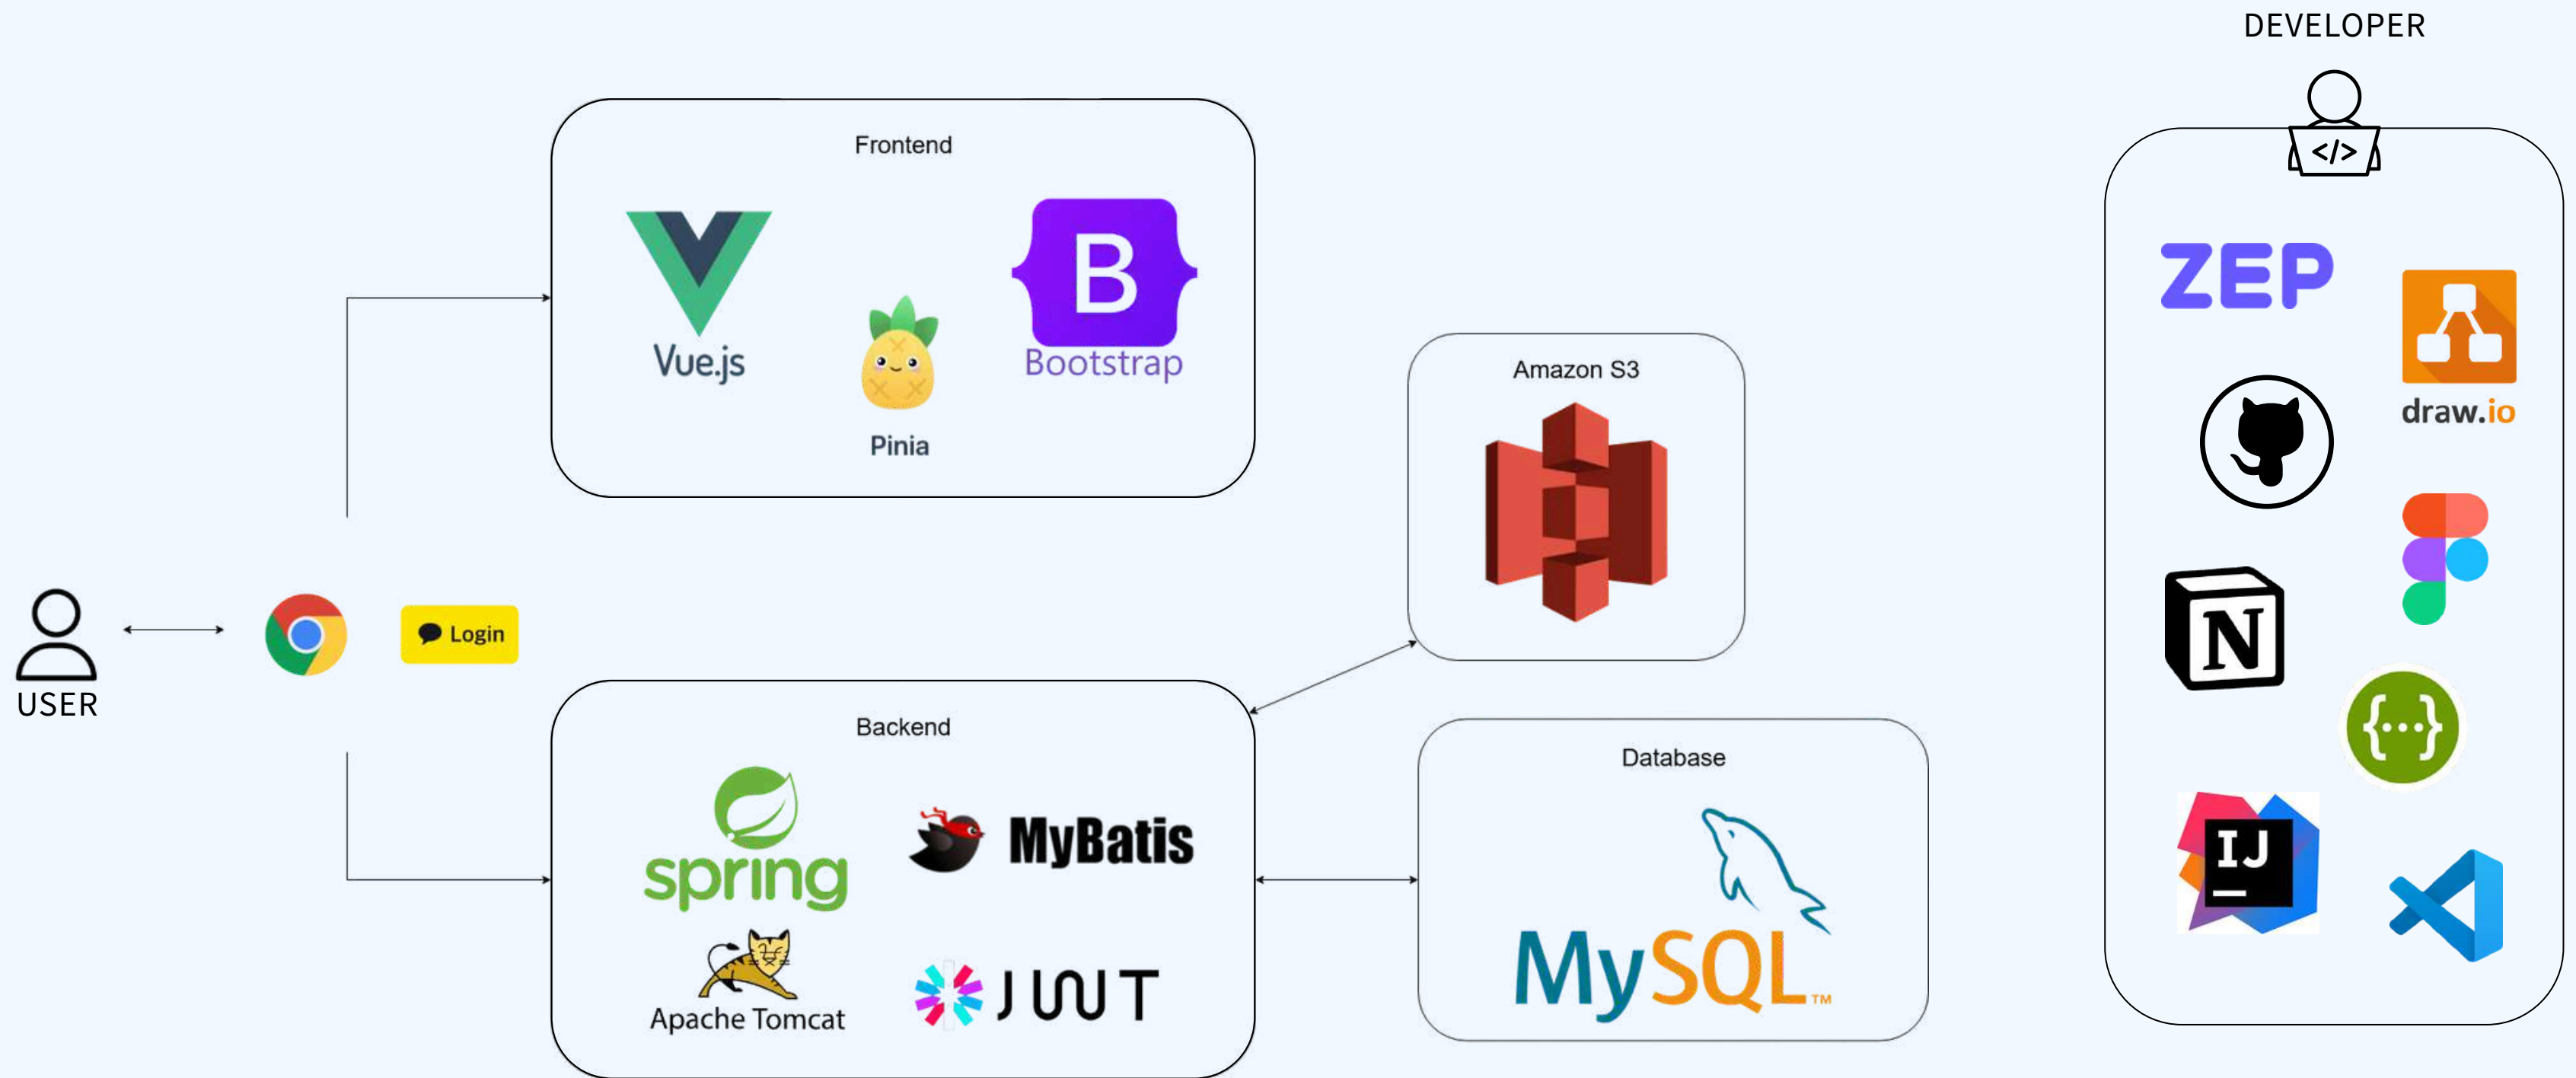 DEVELOPER
</>
Frontend
Vue.js
Pinia
B
Bootstrap
Amazon S3
ZEP
draw.io
N
{···}
IJ
Login
USER
Backend
spring
MyBatis
Apache Tomcat
JWT
Database
MySQL™